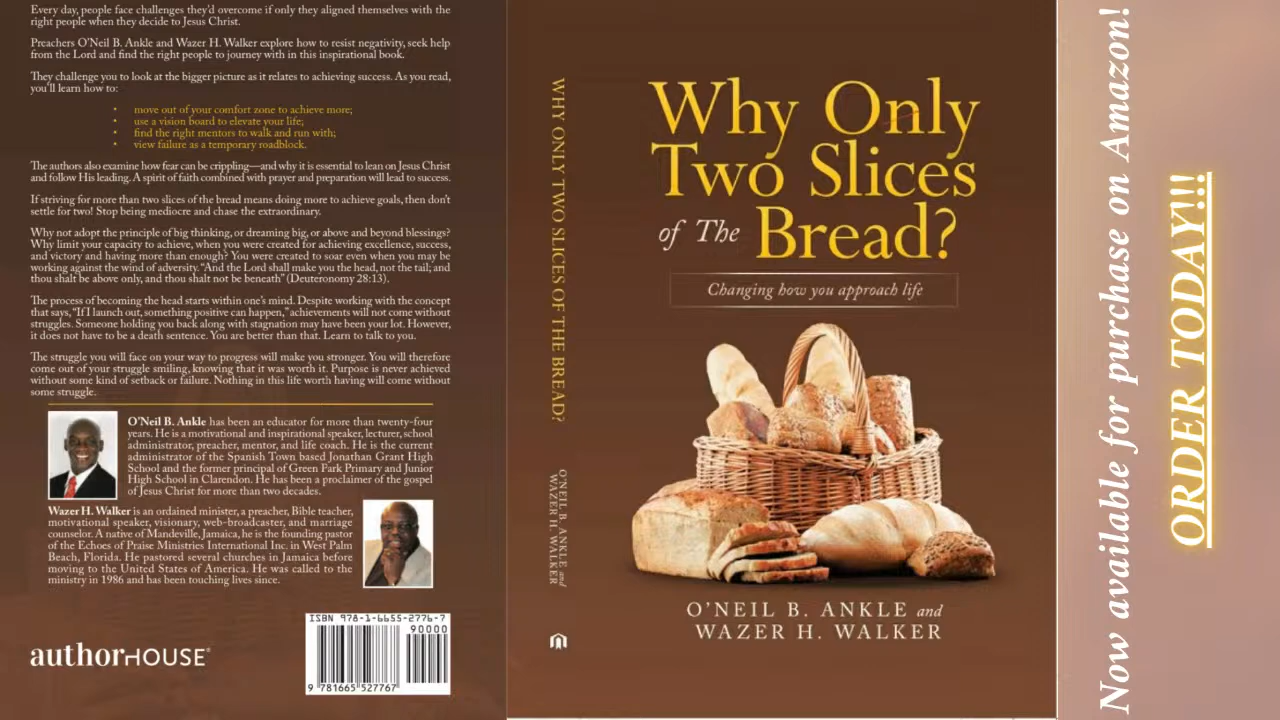 Every day, people face challenges they'd overcome if only they aligned themselves with the
right people when they decide to Jesus Christ.
Preachers O'Neil B. Ankle and Wazer H. Walker explore how to resist negativity, seek help
from the Lord and find the right people to journey with in this inspirational book.
They challenge you to look at the bigger picture as it relates to achieving success. As you read,
you'll learn how to:
• move out of your comfort zone to achieve more;
• use a vision board to elevate your life;
• find the right mentors to walk and run with;
• view failure as a temporary roadblock.
The authors also examine how fear can be crippling—and why it is essential to lean on Jesus Christ
and follow His leading. A spirit of faith combined with prayer and preparation will lead to success.
If striving for more than two slices of the bread means doing more to achieve goals, then don't
settle for two! Stop being mediocre and chase the extraordinary.
Why not adopt the principle of big thinking, or dreaming big, or above and beyond blessings?
Why limit your capacity to achieve, when you were created for achieving excellence, success,
and victory and having more than enough? You were created to soar even when you may be
working against the wind of adversity. "And the Lord shall make you the head, not the tail; and
thou shalt be above only, and thou shalt not be beneath" (Deuteronomy 28:13).
The process of becoming the head starts within one's mind. Despite working with the concept
that says, "If I launch out, something positive can happen," achievements will not come without
struggles. Someone holding you back along with stagnation may have been your lot. However,
it does not have to be a death sentence. You are better than that. Learn to talk to you.
The struggle you will face on your way to progress will make you stronger. You will therefore
come out of your struggle smiling, knowing that it was worth it. Purpose is never achieved
without some kind of setback or failure. Nothing in this life worth having will come without
some struggle.
O'Neil B. Ankle has been an educator for more than twenty-four
years. He is a motivational and inspirational speaker, lecturer, school
administrator, preacher, mentor, and life coach. He is the current
administrator of the Spanish Town based Jonathan Grant High
School and the former principal of Green Park Primary and Junior
High School in Clarendon. He has been a proclaimer of the gospel
of Jesus Christ for more than two decades.
Wazer H. Walker is an ordained minister, a preacher, Bible teacher,
motivational speaker, visionary, web-broadcaster, and marriage
counselor. A native of Mandeville, Jamaica, he is the founding pastor
of the Echoes of Praise Ministries International Inc. in West Palm
Beach, Florida. He pastored several churches in Jamaica before
moving to the United States of America. He was called to the
ministry in 1986 and has been touching lives since.
authorHOUSE®
ISBN 978-1-6655-2776-7
90000
9 781665 527767
WHY ONLY TWO SLICES OF THE BREAD?
O'NEIL B. ANKLE and
WAZER H. WALKER
Why Only
Two Slices
of The Bread?
Changing how you approach life
O'NEIL B. ANKLE and
WAZER H. WALKER
Now available for purchase on Amazon!
ORDER TODAY!!!